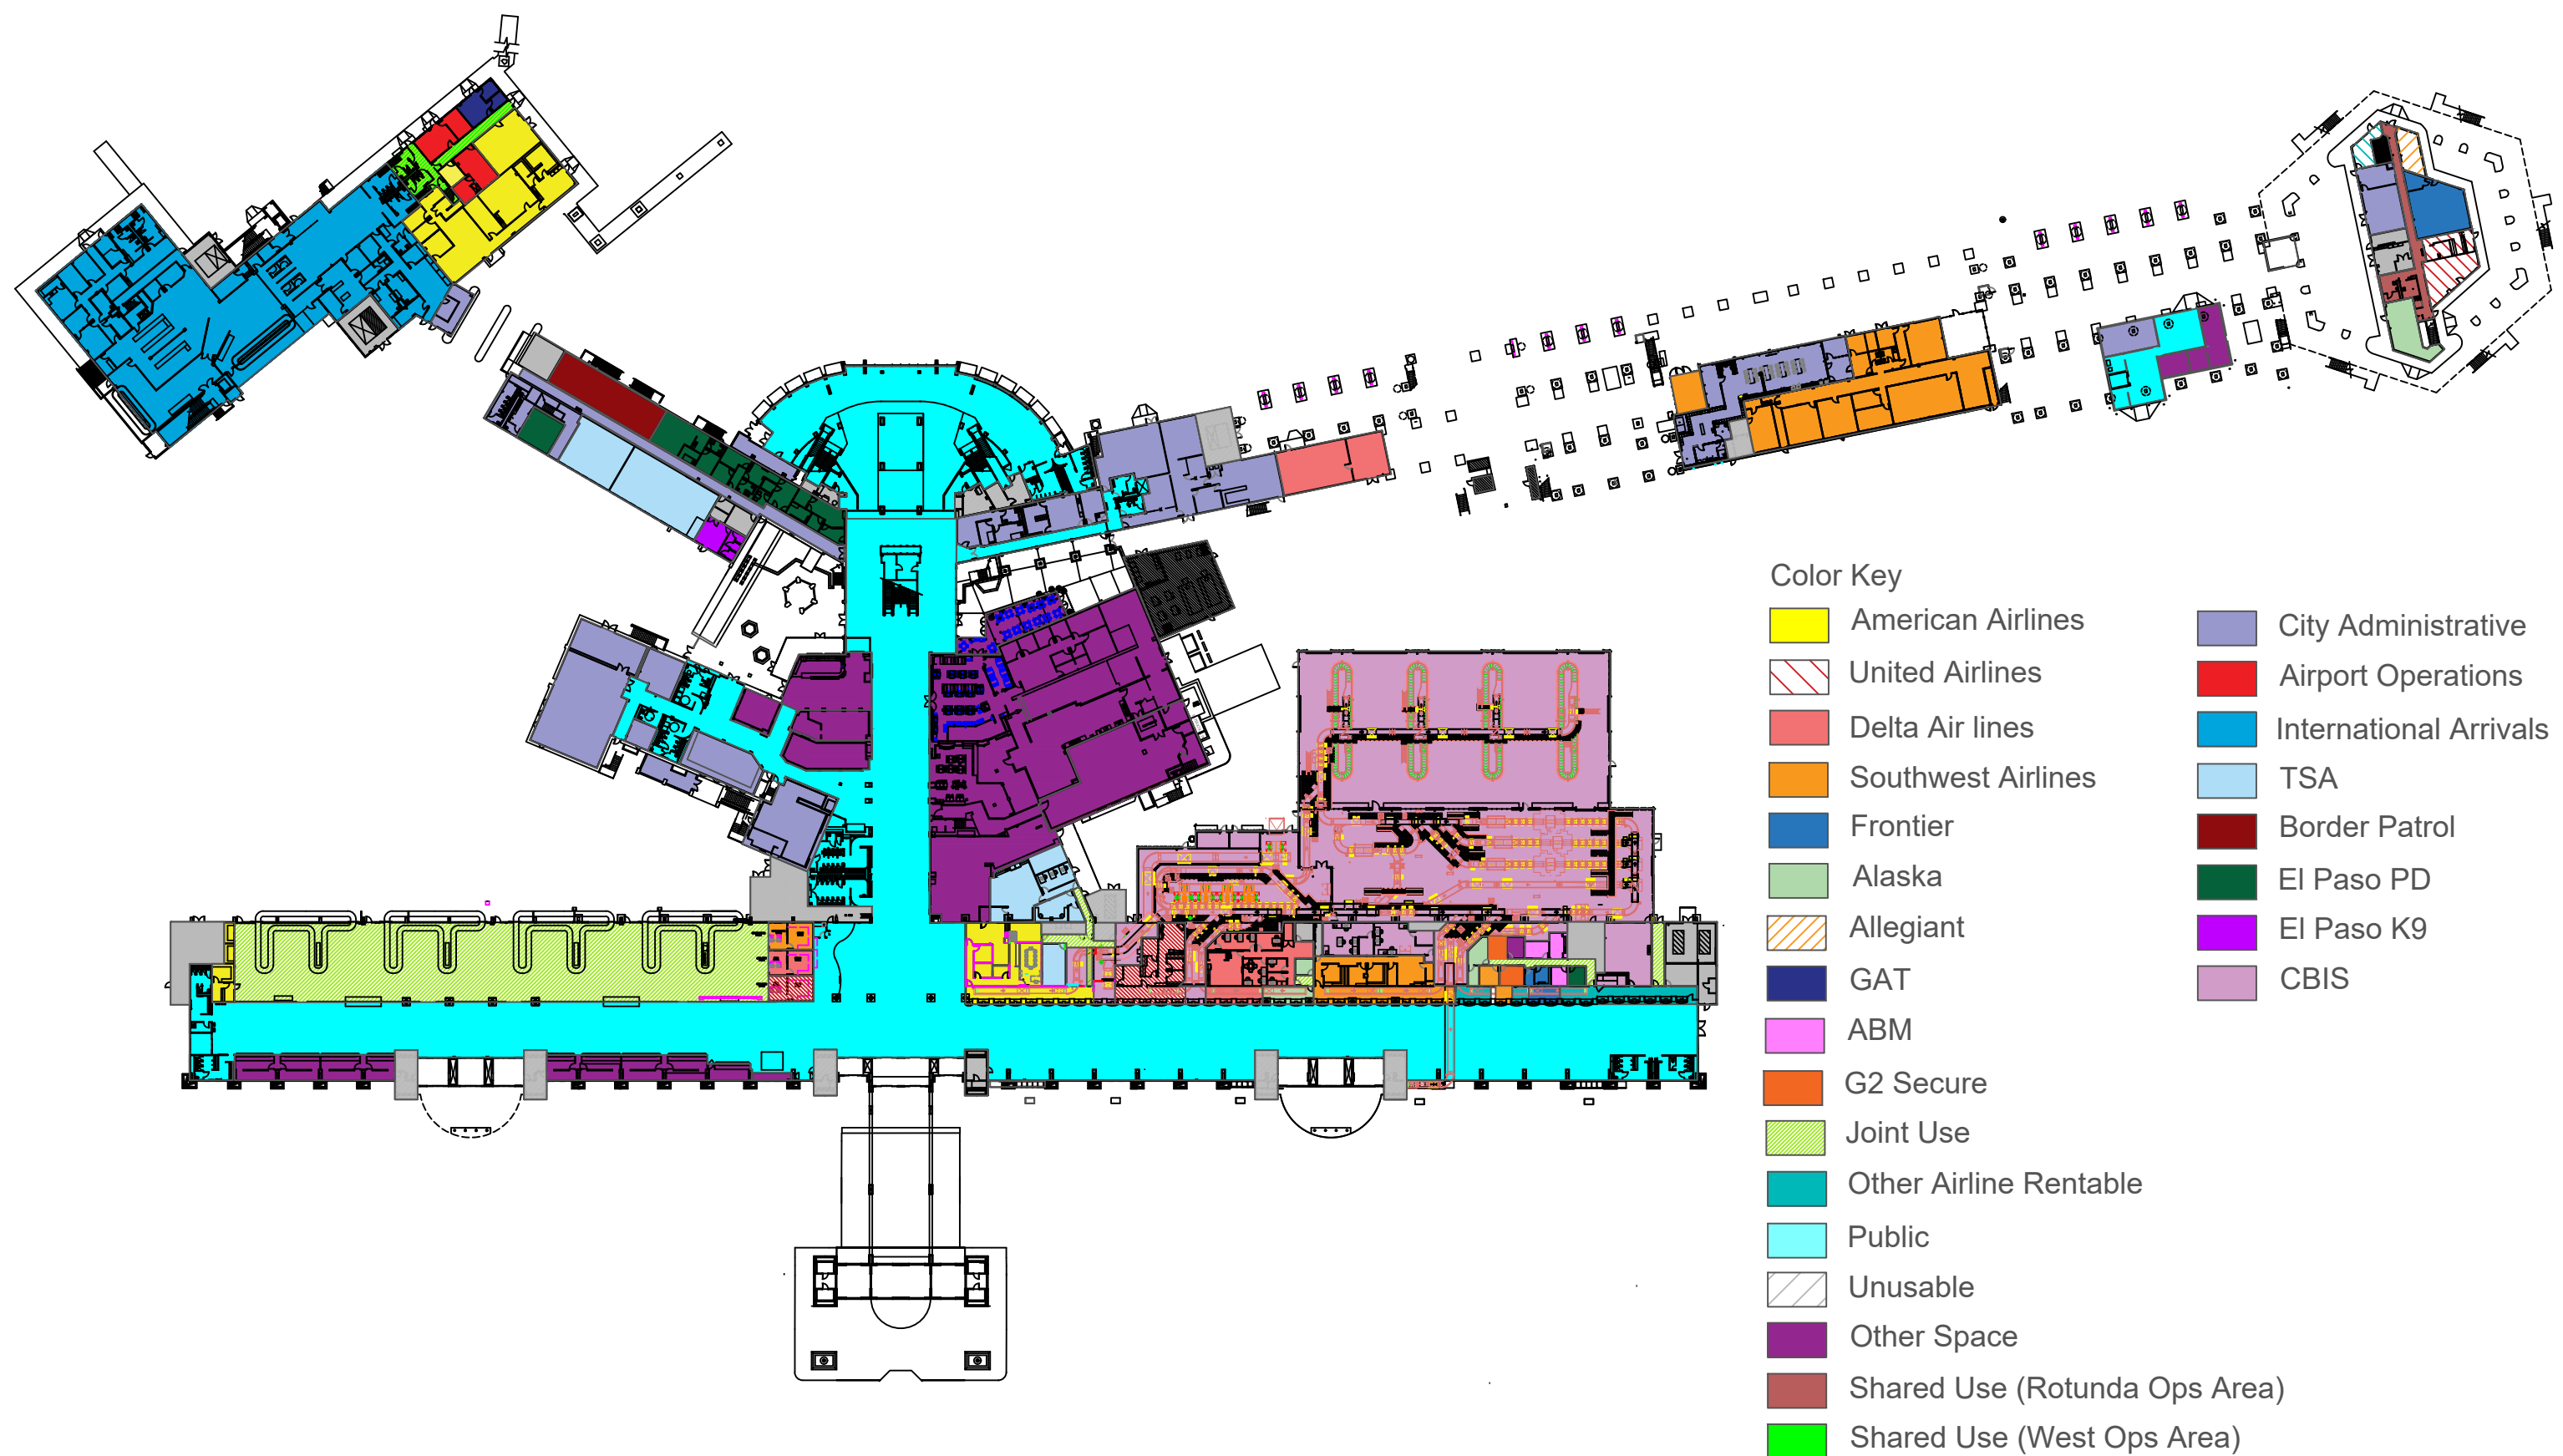 Color Key
American Airlines
United Airlines
Delta Air lines
Southwest Airlines
Frontier
Alaska
Allegiant
GAT
ABM
G2 Secure
Joint Use
Other Airline Rentable
Public
Unusable
Other Space
Shared Use (Rotunda Ops Area)
Shared Use (West Ops Area)
City Administrative
Airport Operations
International Arrivals
TSA
Border Patrol
El Paso PD
El Paso K9
CBIS